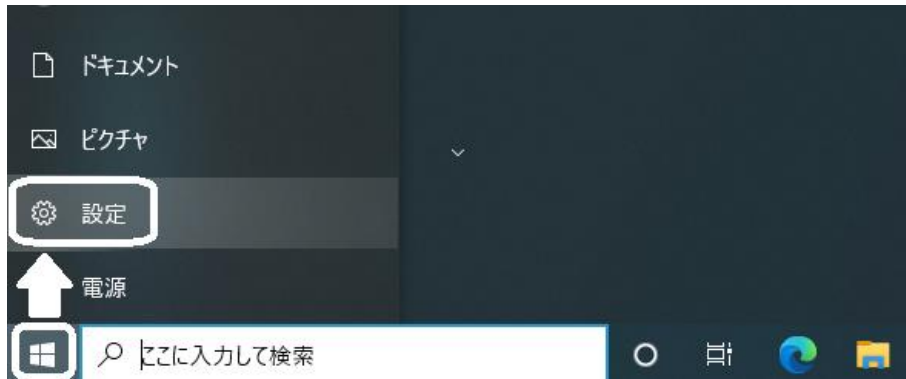 ドキュメント
ピクチャ
設定
電源
ここに入力して検索